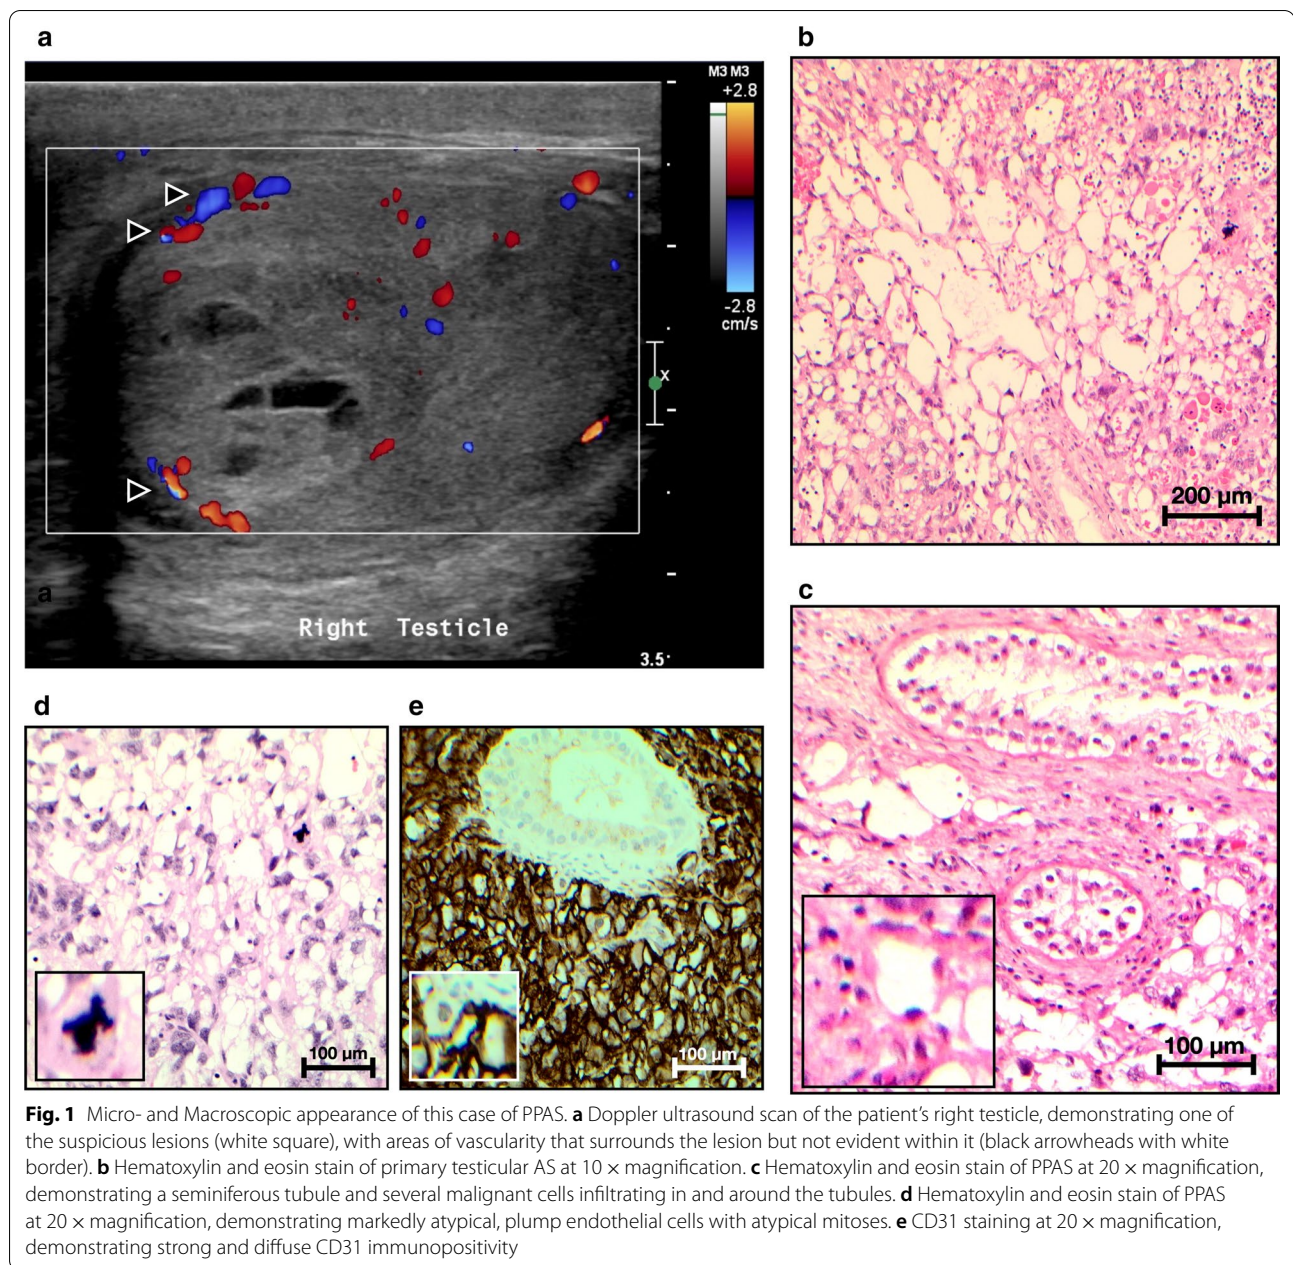 a
M3 M3
+2.8
-2.8
cm/s
x
a
Right Testicle
3.5
b
200 µm
c
100 µm
d
100 µm
e
100 µm
Fig. 1 Micro- and Macroscopic appearance of this case of PPAS. a Doppler ultrasound scan of the patient’s right testicle, demonstrating one of
the suspicious lesions (white square), with areas of vascularity that surrounds the lesion but not evident within it (black arrowheads with white
border). b Hematoxylin and eosin stain of primary testicular AS at 10 × magnification. c Hematoxylin and eosin stain of PPAS at 20 × magnification,
demonstrating a seminiferous tubule and several malignant cells infiltrating in and around the tubules. d Hematoxylin and eosin stain of PPAS
at 20 × magnification, demonstrating markedly atypical, plump endothelial cells with atypical mitoses. e CD31 staining at 20 × magnification,
demonstrating strong and diffuse CD31 immunopositivity